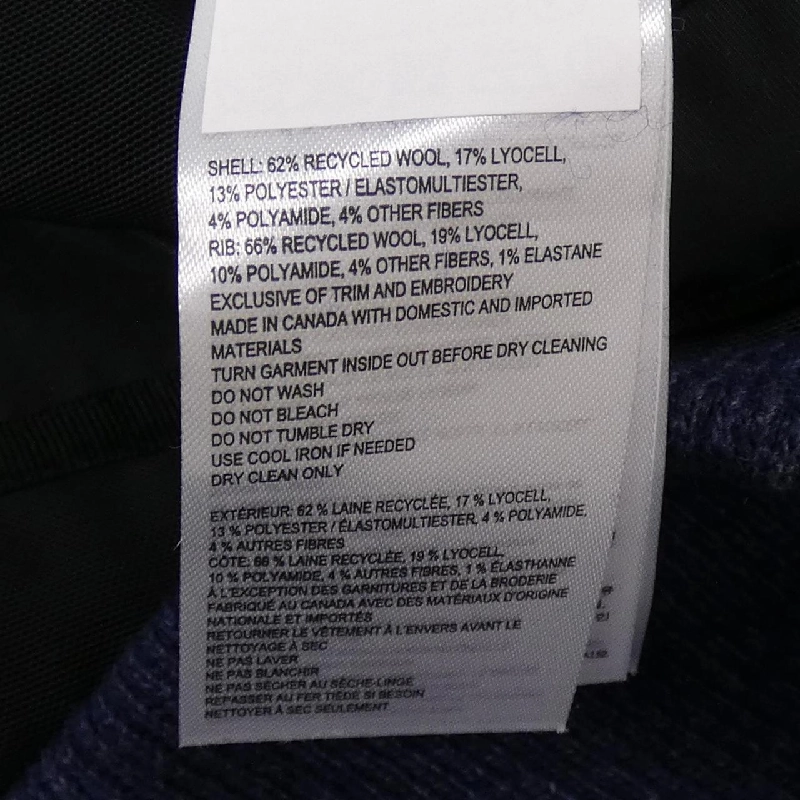 SHELL: 62% RECYCLED WOOL, 17% LYOCELL,
13% POLYESTER / ELASTOMULTIESTER,
4% POLYAMIDE, 4% OTHER FIBERS
RIB: 66% RECYCLED WOOL, 19% LYOCELL,
10% POLYAMIDE, 4% OTHER FIBERS, 1% ELASTANE
EXCLUSIVE OF TRIM AND EMBROIDERY
MADE IN CANADA WITH DOMESTIC AND IMPORTED
MATERIALS
TURN GARMENT INSIDE OUT BEFORE DRY CLEANING
DO NOT WASH
DO NOT BLEACH
DO NOT TUMBLE DRY
USE COOL IRON IF NEEDED
DRY CLEAN ONLY
EXTÉRIEUR: 62 % LAINE RECYCLÉE, 17 % LYOCELL,
13 % POLYESTER / ÉLASTOMULTIESTER, 4 % POLYAMIDE,
4 % AUTRES FIBRES
CÔTE: 66 % LAINE RECYCLÉE, 19 % LYOCELL,
10 % POLYAMIDE, 4 % AUTRES FIBRES, 1 % ÉLASTHANNE
À L'EXCEPTION DES GARNITURES ET DE LA BRODERIE
FABRIQUÉ AU CANADA AVEC DES MATÉRIAUX D'ORIGINE
NATIONALE ET IMPORTÉS
RETOURNER LE VÊTEMENT À L'ENVERS AVANT LE
NETTOYAGE À SEC
NE PAS LAVER
NE PAS BLANCHIR
NE PAS SÉCHER AU SÈCHE-LINGE
REPASSER AU FER TIÈDE SI BESOIN
NETTOYER À SEC SEULEMENT